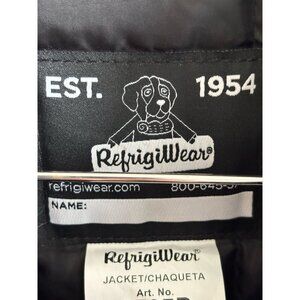 EST. 1954
RefrigiWear®
refrigiwear.com
NAME:
RefrigiWear®
JACKET/CHAQUETA
Art. No.